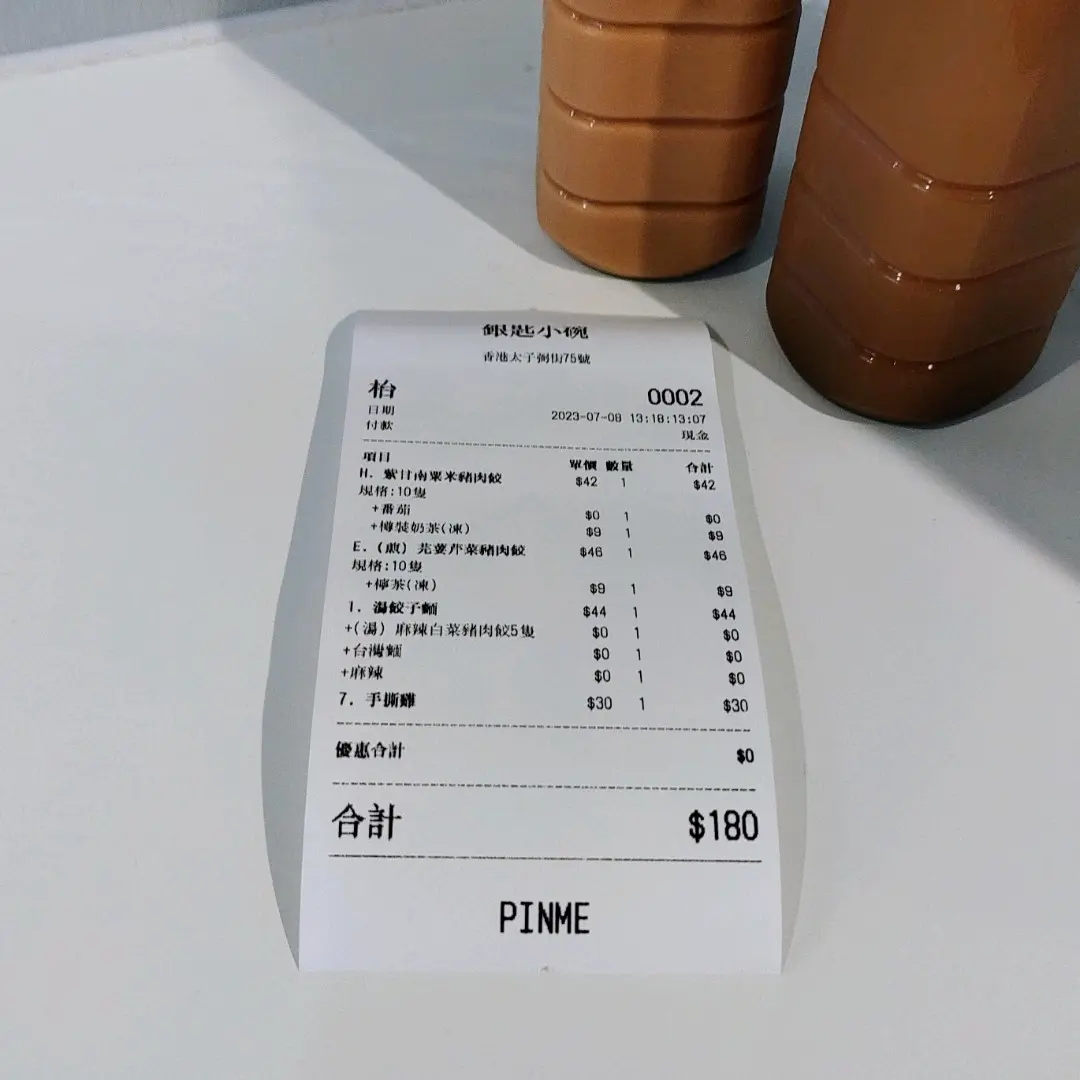 銀匙小碗
香港太子弼街75號
枱 0002
日期 2023-07-08 13:18:13:07
付款 現金
項目 單價 數量 合計
H. 紫甘南粟米豬肉餃 $42 1 $42
規格:10隻
+番茄 $0 1 $0
+樽裝奶茶(凍) $9 1 $9
E. 芫荽芹菜豬肉餃 $46 1 $46
規格:10隻
+檸茶(凍) $9 1 $9
1. 湯餃子麵 $44 1 $44
+(湯) 麻辣白菜豬肉餃5隻 $0 1 $0
+台灣麵 $0 1 $0
+麻辣 $0 1 $0
7. 手撕雞 $30 1 $30
優惠合計 $0
合計 $180
PINME